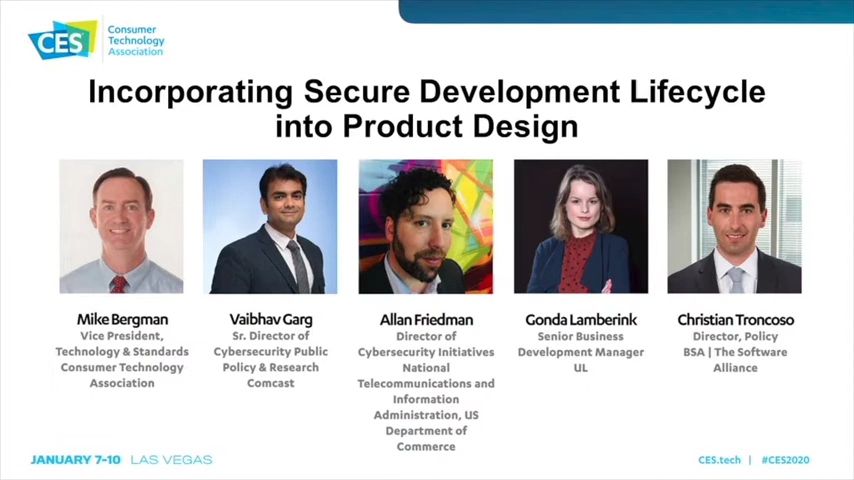 CES
Consumer
Technology
Association
Incorporating Secure Development Lifecycle
into Product Design
Mike Bergman
Vice President,
Technology & Standards
Consumer Technology
Association
Vaibhav Garg
Sr. Director of
Cybersecurity Public
Policy & Research
Comcast
Allan Friedman
Director of
Cybersecurity Initiatives
National
Telecommunications and
Information
Administration, US
Department of
Commerce
Gonda Lamberink
Senior Business
Development Manager
UL
Christian Troncoso
Director, Policy
BSA | The Software
Alliance
JANUARY 7-10 LAS VEGAS
CES.tech | #CES2020